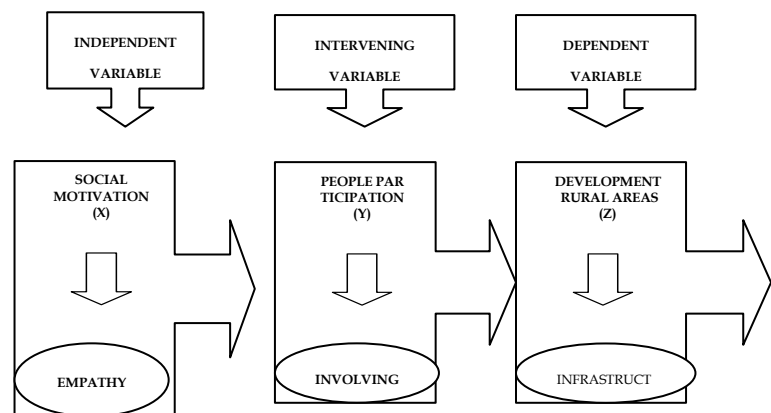 INDEPENDENT
VARIABLE
INTERVENING
VARIABLE
DEPENDENT
VARIABLE
SOCIAL
MOTIVATION
(X)
PEOPLE PAR
TICIPATION
(Y)
DEVELOPMENT
RURAL AREAS
(Z)
EMPATHY
INVOLVING
INFRASTRUCT